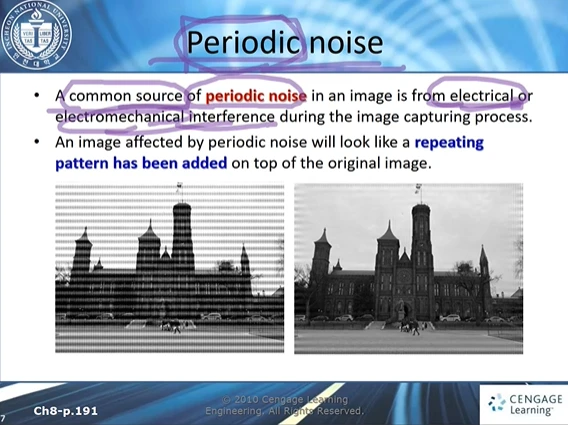 Periodic noise
• A common source of periodic noise in an image is from electrical or
electromechanical interference during the image capturing process.
• An image affected by periodic noise will look like a repeating
pattern has been added on top of the original image.
7
Ch8-p.191
© 2010 Cengage Learning
Engineering. All Rights Reserved.
CENGAGE
Learning